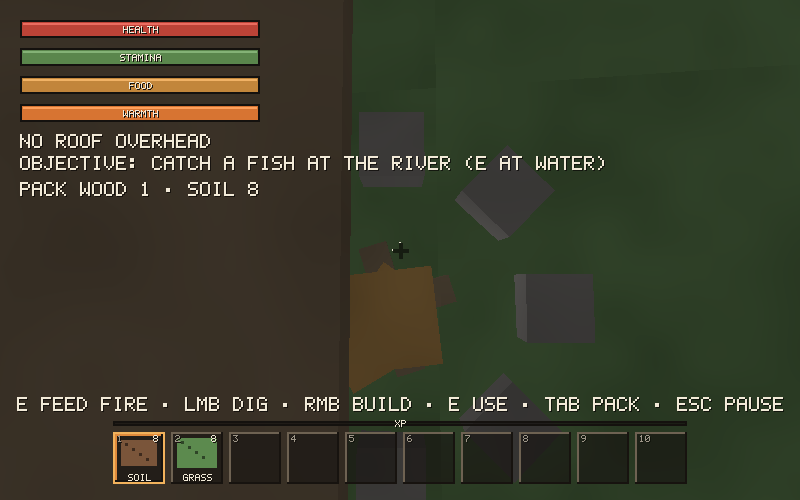 HEALTH
STAMINA
FOOD
WARMTH
NO ROOF OVERHEAD
OBJECTIVE: CATCH A FISH AT THE RIVER (E AT WATER)
PACK WOOD 1 · SOIL 8
E FEED FIRE · LMB DIG · RMB BUILD · E USE · TAB PACK · ESC PAUSE
XP
1 8 2 8 3 4 5 6 7 8 9 10
SOIL GRASS